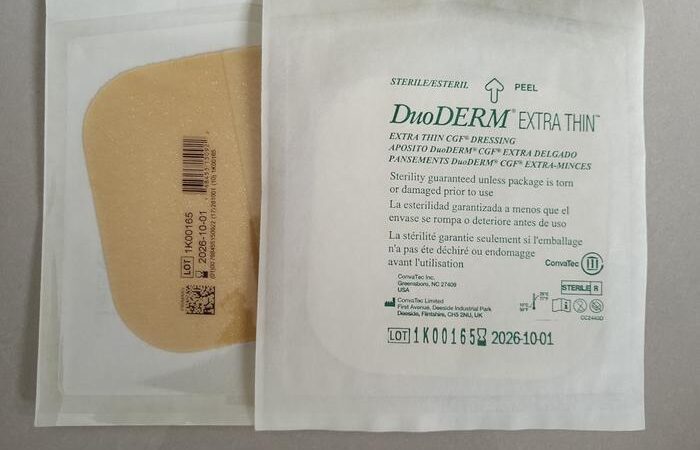 STERILE/ESTERIL PEEL
DuoDERM® EXTRA THIN™
EXTRA THIN CGF® DRESSING
APOSITO DuoDERM® CGF® EXTRA DELGADO
PANSEMENTS DuoDERM® CGF® EXTRA-MINCES
Sterility guaranteed unless package is torn
or damaged prior to use
La esterilidad garantizada a menos que el
envase se rompa o deteriore antes de uso
La stérilité garantie seulement si l'emballage
n'a pas éte déchiré ou endommagé
avant l'utilisation
ConvaTec
ConvaTec Inc.
Greensboro, NC 27409
USA
STERILE R
ConvaTec Limited
First Avenue, Deeside Industrial Park
Deeside, Flintshire, CH5 2NU, UK
LOT 1K00165 2026-10-01
LOT 1K00165
2026-10-01